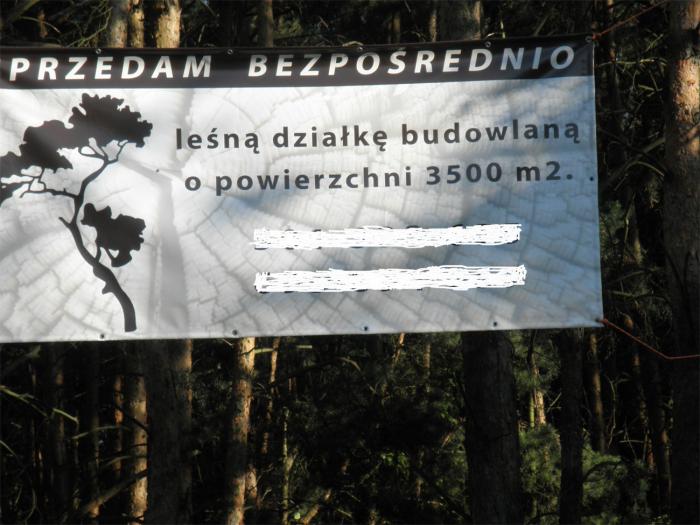 PRZEDAM BEZPOŚREDNIO
leśną działkę budowlaną
o powierzchni 3500 m2.